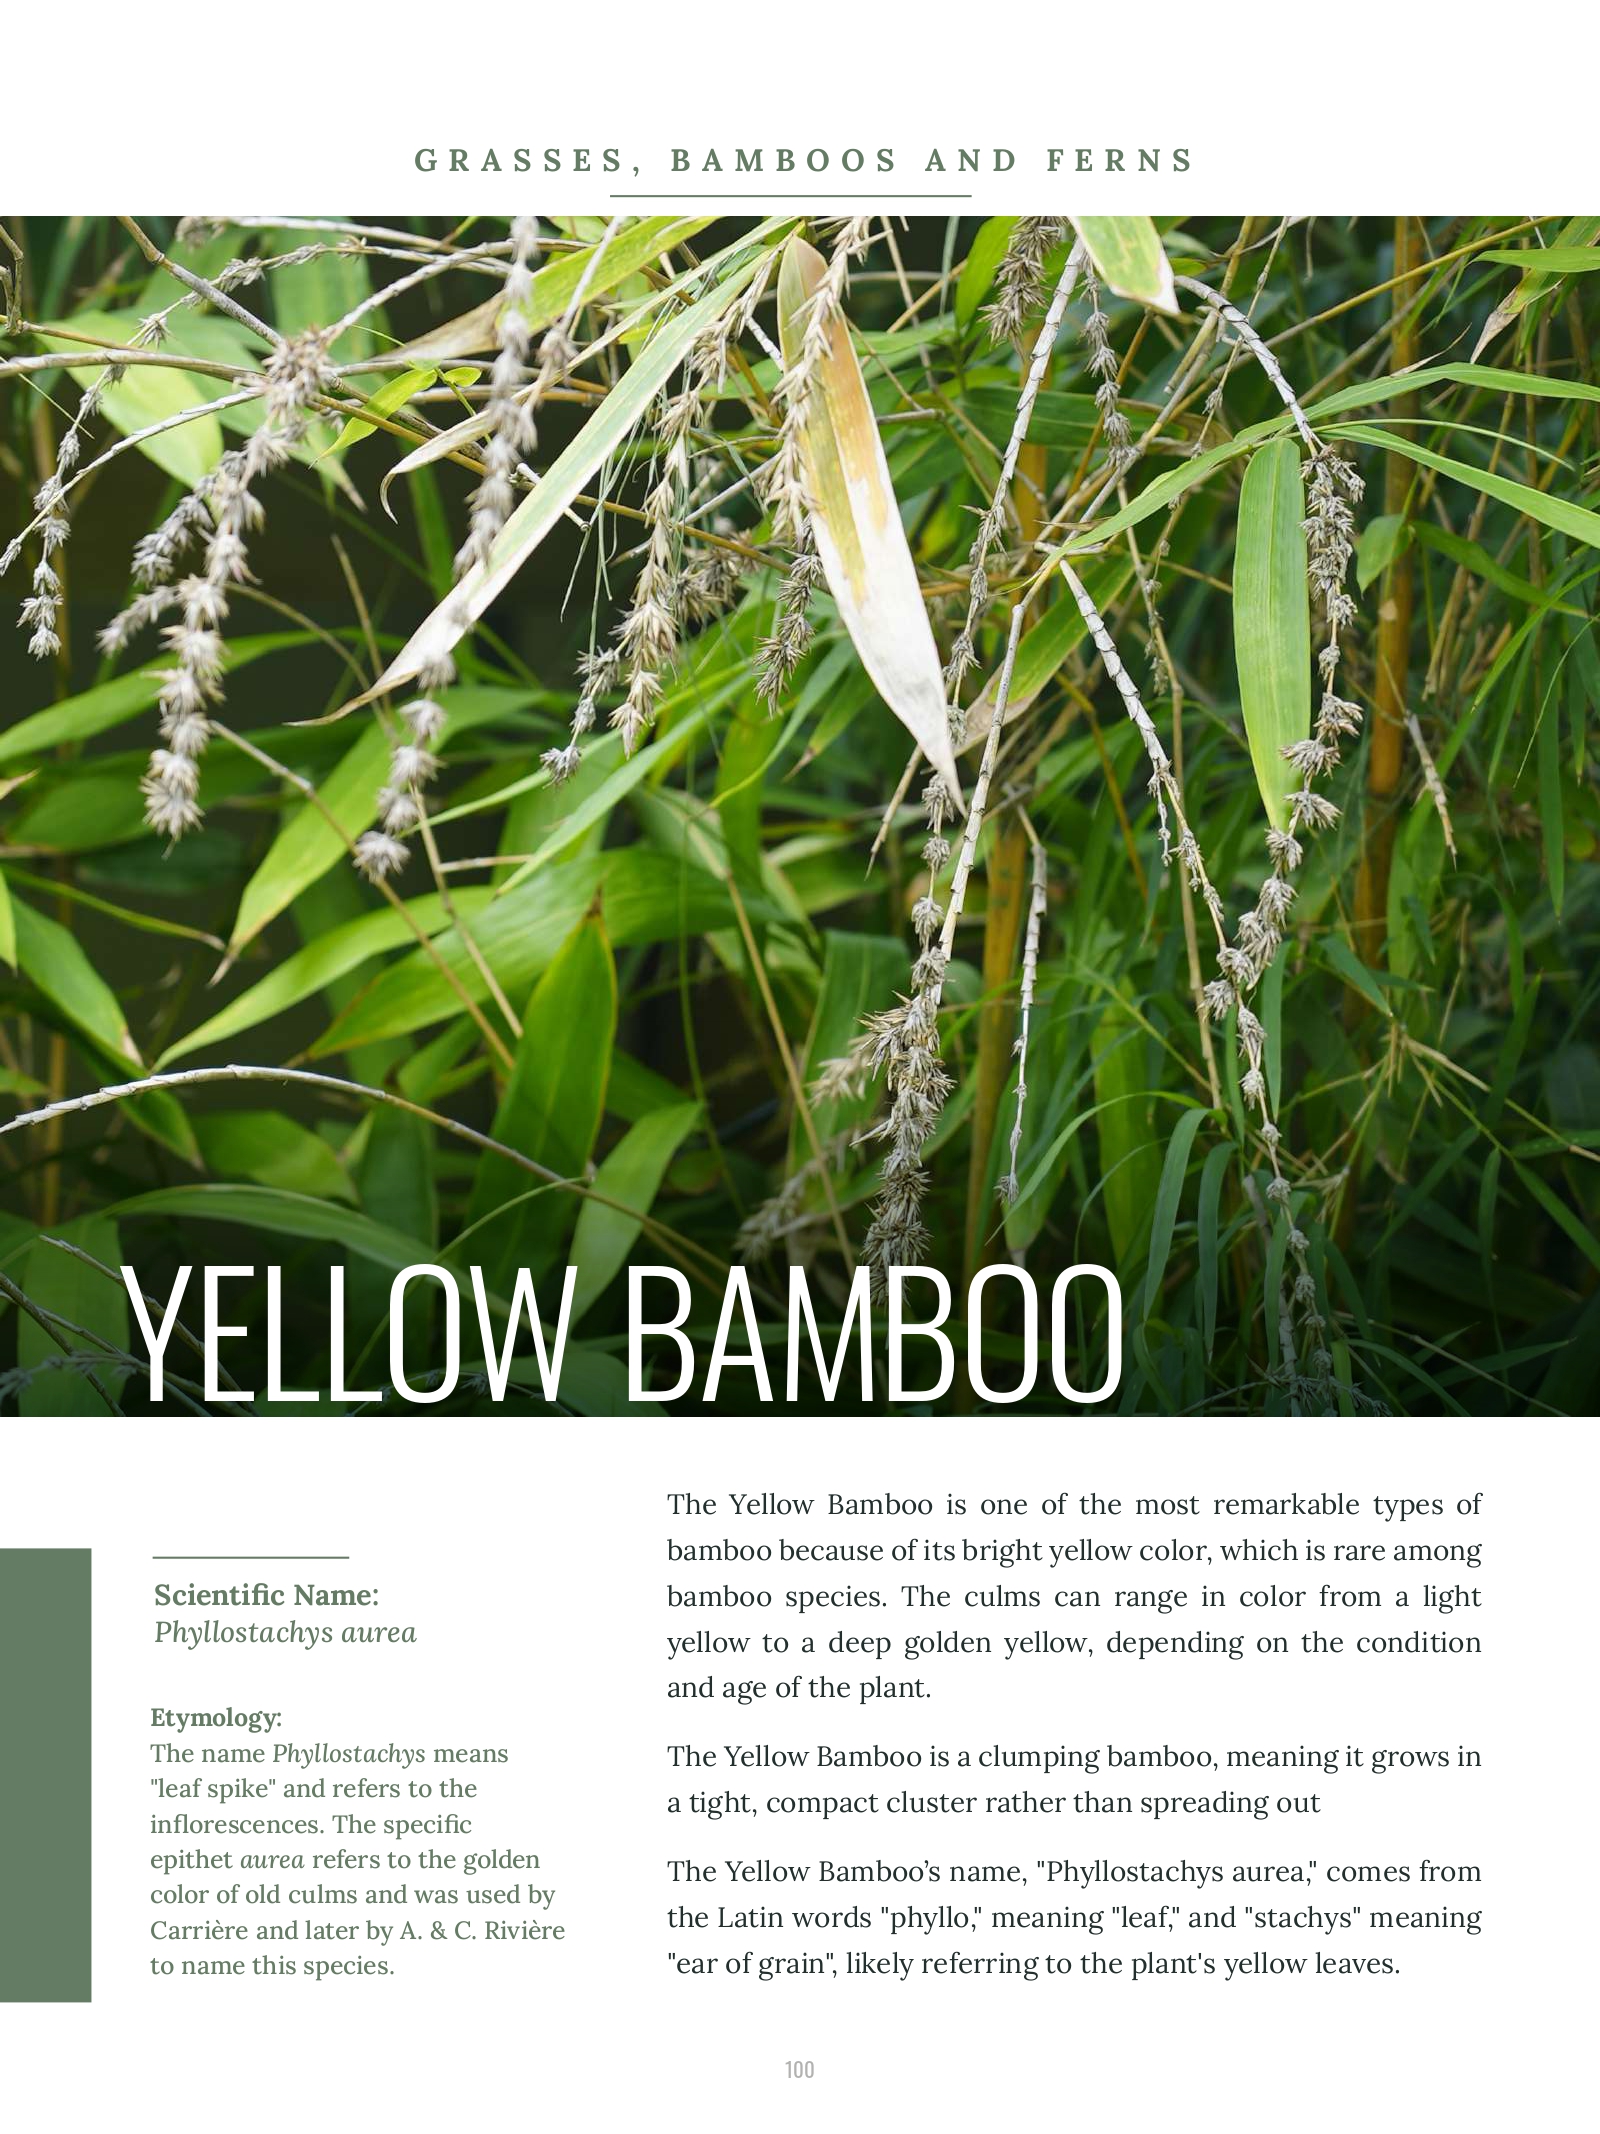 GRASSES, BAMBOOS AND FERNS
YELLOW BAMBOO
Scientific Name:
Phyllostachys aurea
Etymology:
The name Phyllostachys means
"leaf spike" and refers to the
inflorescences. The specific
epithet aurea refers to the golden
color of old culms and was used by
Carrière and later by A. & C. Rivière
to name this species.
The Yellow Bamboo is one of the most remarkable types of
bamboo because of its bright yellow color, which is rare among
bamboo species. The culms can range in color from a light
yellow to a deep golden yellow, depending on the condition
and age of the plant.
The Yellow Bamboo is a clumping bamboo, meaning it grows in
a tight, compact cluster rather than spreading out
The Yellow Bamboo’s name, "Phyllostachys aurea," comes from
the Latin words "phyllo," meaning "leaf," and "stachys" meaning
"ear of grain", likely referring to the plant's yellow leaves.
100